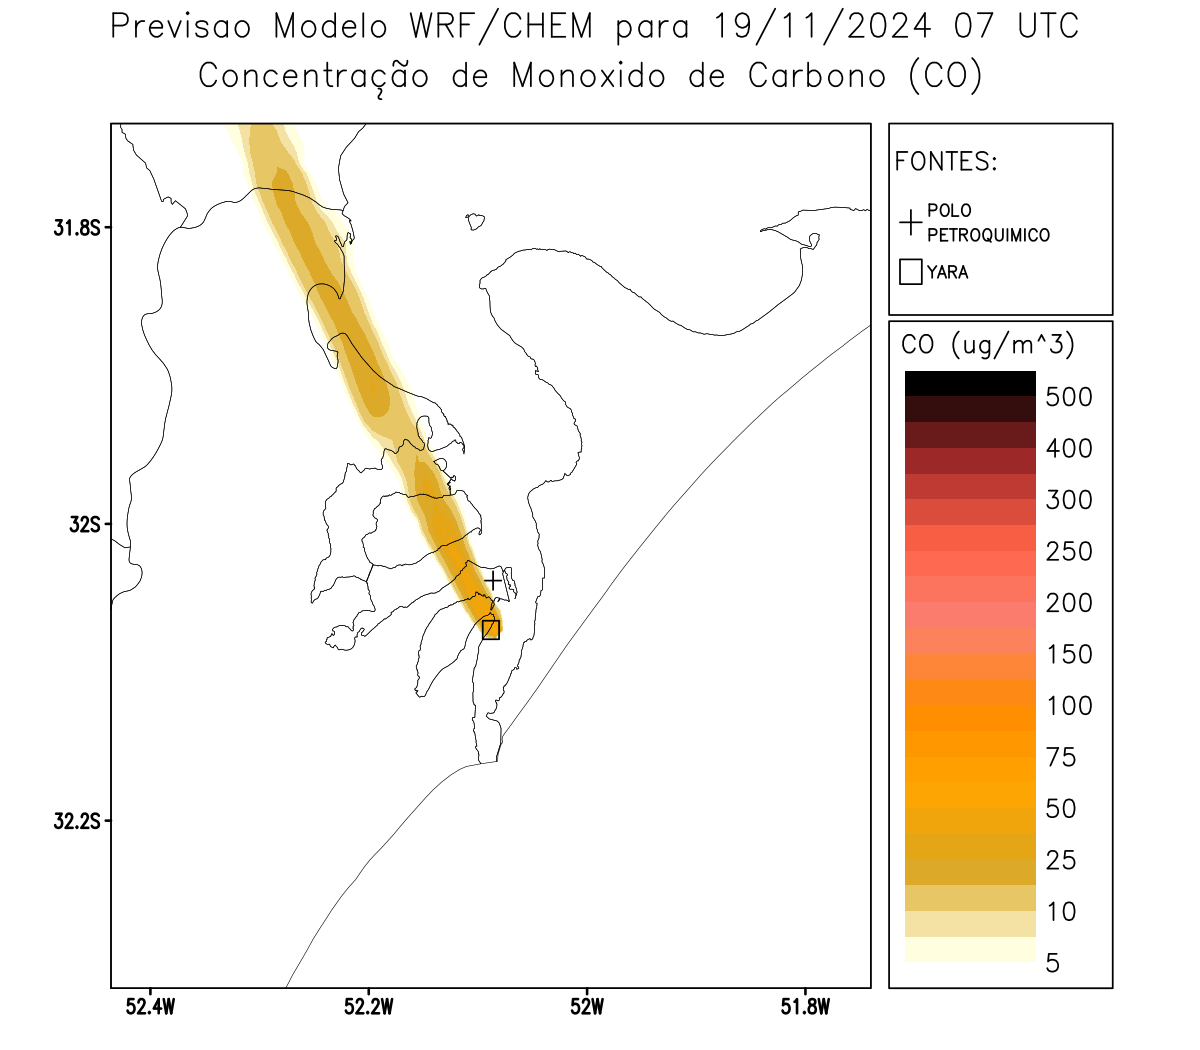 Previsao Modelo WRF/CHEM para 19/11/2024 07 UTC
Concentração de Monoxido de Carbono (CO)
FONTES:
POLO
PETROQUIMICO
YARA
CO (ug/m^3)
500
400
300
250
200
150
100
75
50
25
10
5
31.8S
32S
32.2S
52.4W
52.2W
52W
51.8W